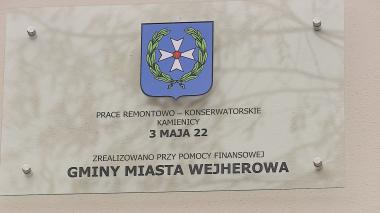 PRACE REMONTOWO – KONSERWATORSKIE
KAMIENICY
3 MAJA 22
ZREALIZOWANO PRZY POMOCY FINANSOWEJ
GMINY MIASTA WEJHEROWA